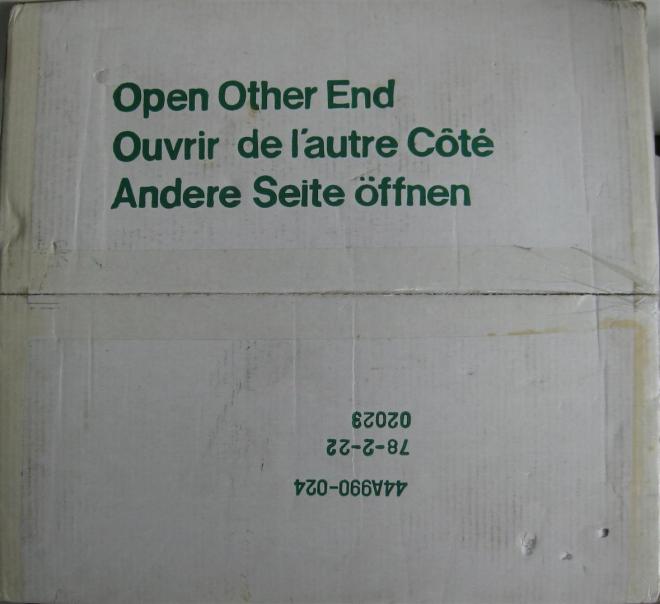 Open Other End
Ouvrir de l'autre Côté
Andere Seite öffnen
44A990-024
78-2-22
02023